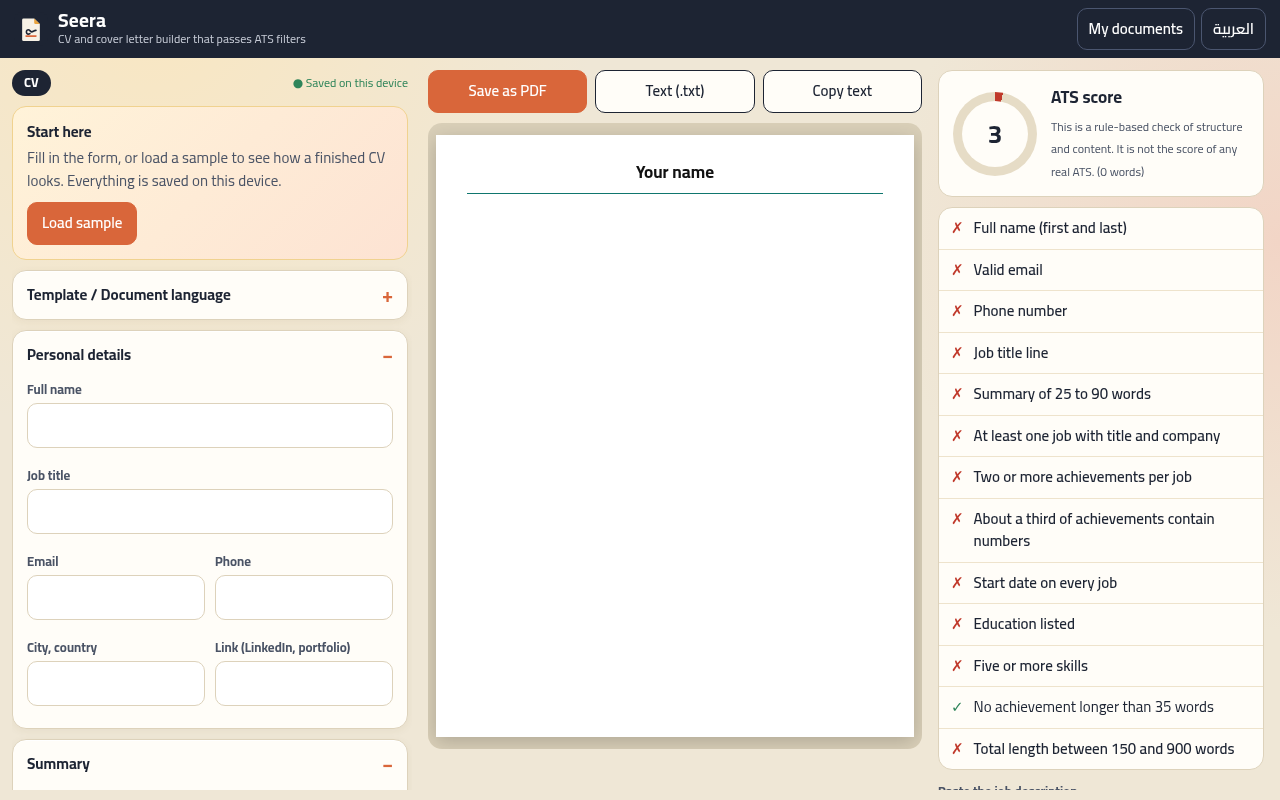 Seera
CV and cover letter builder that passes ATS filters
My documents
العربية
CV
Saved on this device
Start here
Fill in the form, or load a sample to see how a finished CV
looks. Everything is saved on this device.
Load sample
Template / Document language
+
Personal details
−
Full name
Job title
Email
Phone
City, country
Link (LinkedIn, portfolio)
Summary
−
Save as PDF
Text (.txt)
Copy text
Your name
3
ATS score
This is a rule-based check of structure
and content. It is not the score of any
real ATS. (0 words)
✗ Full name (first and last)
✗ Valid email
✗ Phone number
✗ Job title line
✗ Summary of 25 to 90 words
✗ At least one job with title and company
✗ Two or more achievements per job
✗ About a third of achievements contain
numbers
✗ Start date on every job
✗ Education listed
✗ Five or more skills
✓ No achievement longer than 35 words
✗ Total length between 150 and 900 words
Paste the job description